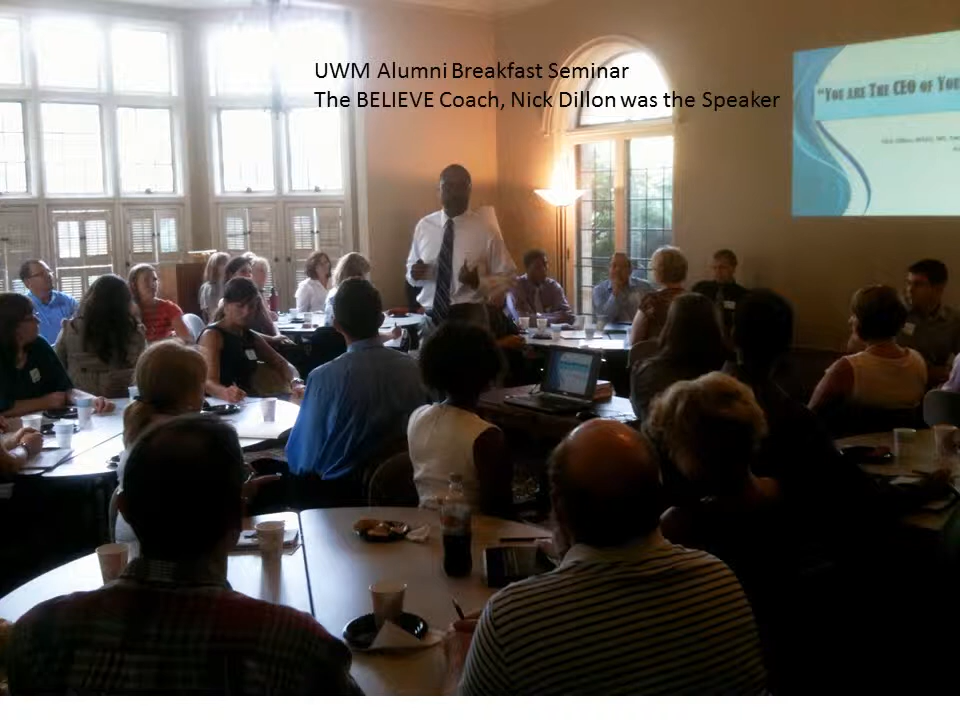 UWM Alumni Breakfast Seminar
The BELIEVE Coach, Nick Dillon was the Speaker
"YOU ARE THE CEO OF YOU